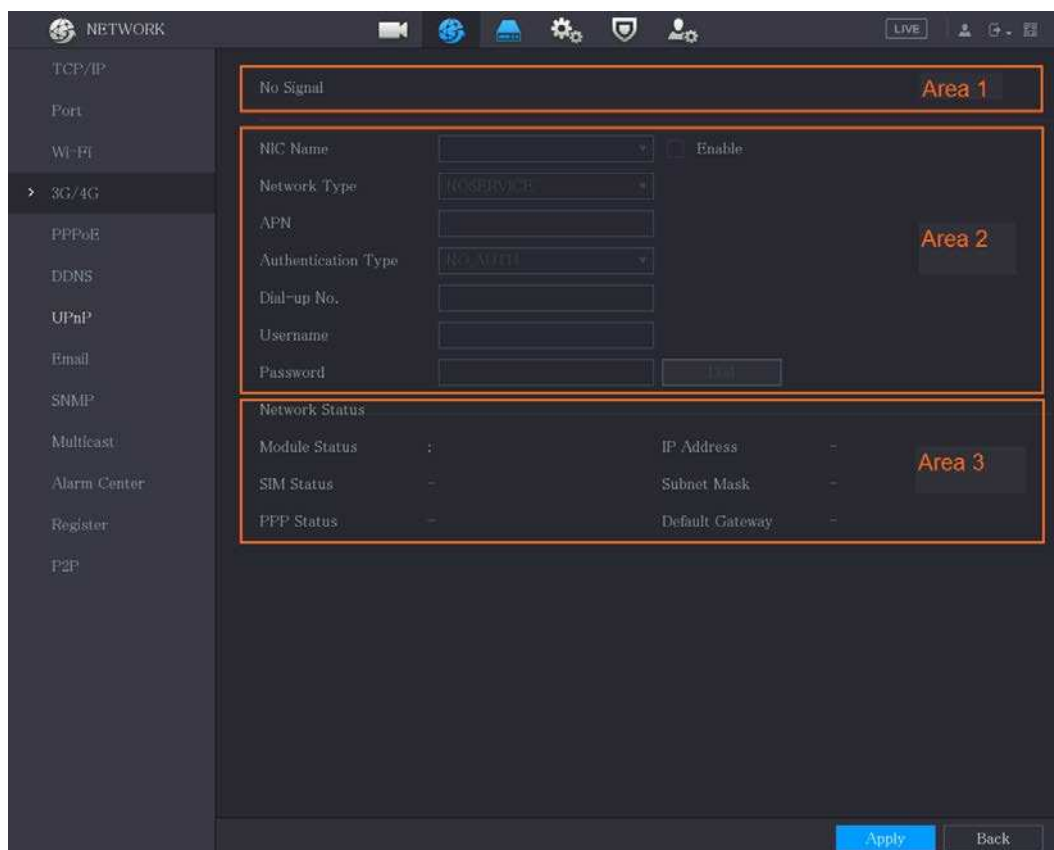 NETWORK
LIVE
TCP/IP
Port
Wi-Fi
3G/4G
PPPoE
DDNS
UPnP
Email
SNMP
Multicast
Alarm Center
Register
P2P
No Signal
Area 1
NIC Name
Enable
Network Type NOSERVICE
APN
Area 2
Authentication Type NO AUTH
Dial-up No.
Username
Password Dial
Network Status
Module Status : IP Address -
Area 3
SIM Status - Subnet Mask -
PPP Status - Default Gateway -
Apply Back